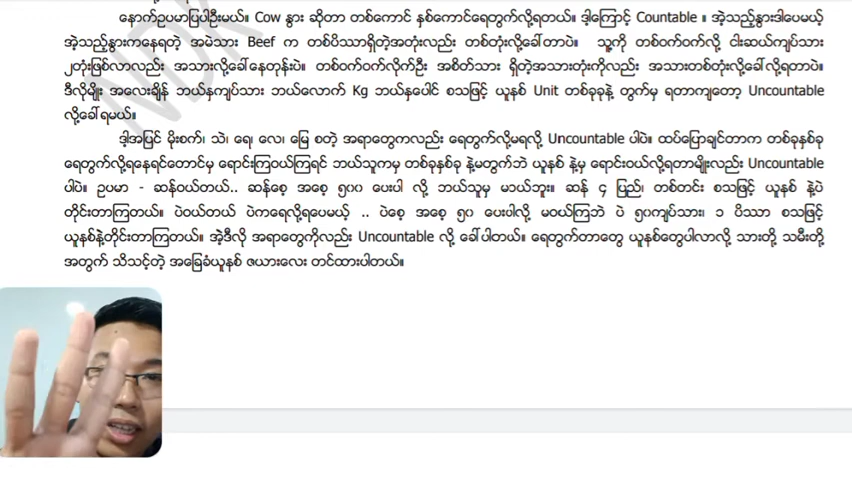 နောက်ဥပမာပြပါဦးမယ်။ Cow နွား ဆိုတာ တစ်ကောင် နှစ်ကောင်ရေတွက်လို့ရတယ်။ ဒါ့ကြောင့် Countable ။ အဲ့သည့်နွားဒါပေမယ့်
အဲ့သည့်နွားကနေရတဲ့ အမဲသား Beef က တစ်ပိဿာရှိတဲ့အတုံးလည်း တစ်တုံးလို့ခေါ်တာပဲ။ သူ့ကို တစ်ဝက်ဝက်လို့ ငါးဆယ်ကျပ်သား
၂တုံးဖြစ်လာလည်း အသားလို့ခေါ်နေတုန်းပဲ။ တစ်ဝက်ဝက်လိုက်ဦး အစိတ်သား ရှိတဲ့အသားတုံးကိုလည်း အသားတစ်တုံးလို့ခေါ်လို့ရတာပဲ။
ဒီလိုမျိုး အလေးချိန် ဘယ်နှကျပ်သား ဘယ်လောက် Kg ဘယ်နှပေါင် စသဖြင့် ယူနစ် Unit တစ်ခုခုနဲ့ တွက်မှ ရတာကျတော့ Uncountable
လို့ခေါ်ရမယ်။
ဒါ့အပြင် မိုးစက်၊ သဲ၊ ရေ၊ လေ၊ မြေ စတဲ့ အရာတွေကလည်း ရေတွက်လို့မရလို့ Uncountable ပါပဲ။ ထပ်ပြောချင်တာက တစ်ခုနှစ်ခု
ရေတွက်လို့ရနေရင်တောင်မှ ရောင်းကြဝယ်ကြရင် ဘယ်သူကမှ တစ်ခုနှစ်ခု နဲ့မတွက်ဘဲ ယူနစ် နဲ့မှ ရောင်းဝယ်လို့ရတာမျိုးလည်း Uncountable
ပါပဲ။ ဥပမာ - ဆန်ဝယ်တယ်.. ဆန်စေ့ အစေ့ ၅၀၀ ပေးပါ လို့ ဘယ်သူမှ မဝယ်ဘူး။ ဆန် ၄ ပြည်၊ တစ်တင်း စသဖြင့် ယူနစ် နဲ့ပဲ
တိုင်းတာကြတယ်။ ပဲဝယ်တယ် ပဲကရေလို့ရပေမယ့် .. ပဲစေ့ အစေ့ ၅၀ ပေးပါလို့ မဝယ်ကြဘဲ ပဲ ၅၀ကျပ်သား၊ ၁ ပိဿာ စသဖြင့်
ယူနစ်နဲ့တိုင်းတာကြတယ်။ အဲ့ဒီလို အရာတွေကိုလည်း Uncountable လို့ ခေါ်ပါတယ်။ ရေတွက်တာတွေ ယူနစ်တွေပါလာလို့ သားတို့ သမီးတို့
အတွက် သိသင့်တဲ့ အခြေခံယူနစ် ဇယားလေး တင်ထားပါတယ်။